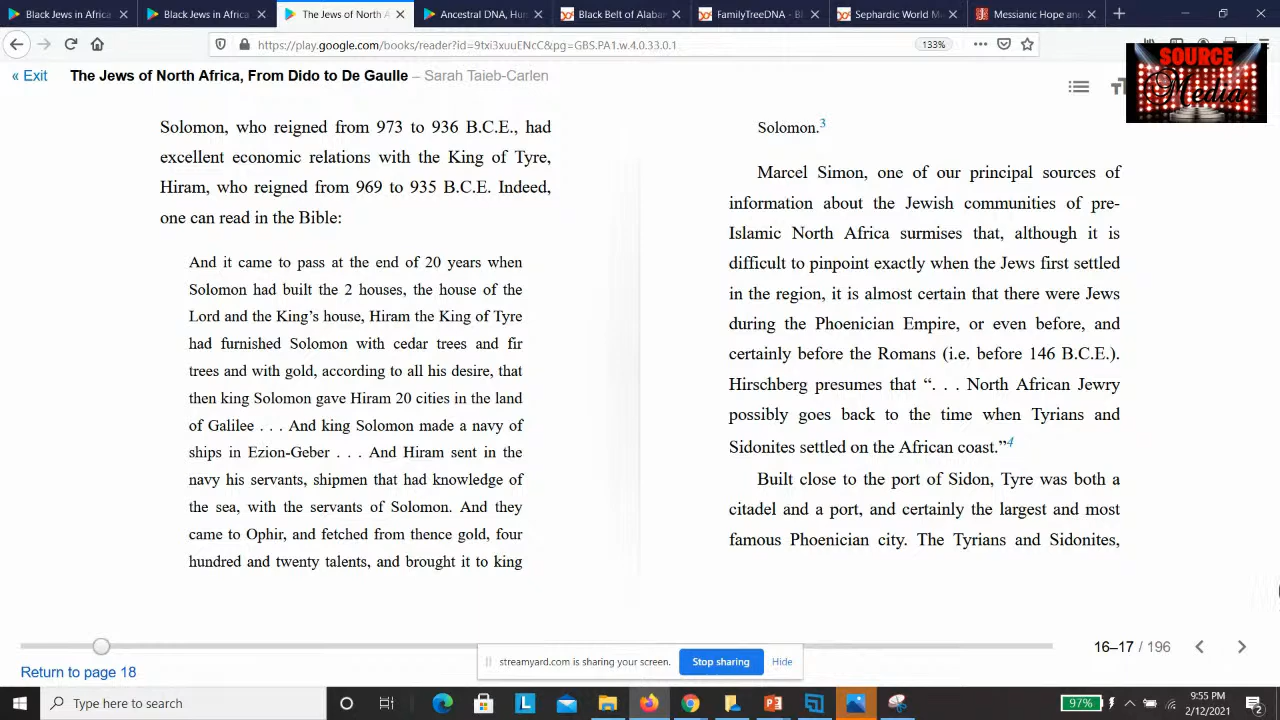 Black Jews in Africa
Black Jews in Africa
The Jews of North A
Ancestral DNA, Hu
Black Belt of Alaba
FamilyTreeDNA - B
Sephardic World M
Messianic Hope and
https://play.google.com/books/reader?id=9fxi3xuuENcC&pg=GBS.PA1.w.4.0.33.0.1
133%
« Exit
The Jews of North Africa, From Dido to De Gaulle – Sarah Taieb-Carlen
SOURCE
Media
Solomon, who reigned from 973 to 936 B.C.E., had
excellent economic relations with the King of Tyre,
Hiram, who reigned from 969 to 935 B.C.E. Indeed,
one can read in the Bible:
And it came to pass at the end of 20 years when
Solomon had built the 2 houses, the house of the
Lord and the King's house, Hiram the King of Tyre
had furnished Solomon with cedar trees and fir
trees and with gold, according to all his desire, that
then king Solomon gave Hiram 20 cities in the land
of Galilee . . . And king Solomon made a navy of
ships in Ezion-Geber . . . And Hiram sent in the
navy his servants, shipmen that had knowledge of
the sea, with the servants of Solomon. And they
came to Ophir, and fetched from thence gold, four
hundred and twenty talents, and brought it to king
Solomon.3
Marcel Simon, one of our principal sources of
information about the Jewish communities of pre-
Islamic North Africa surmises that, although it is
difficult to pinpoint exactly when the Jews first settled
in the region, it is almost certain that there were Jews
during the Phoenician Empire, or even before, and
certainly before the Romans (i.e. before 146 B.C.E.).
Hirschberg presumes that “. . . North African Jewry
possibly goes back to the time when Tyrians and
Sidonites settled on the African coast.”4
Built close to the port of Sidon, Tyre was both a
citadel and a port, and certainly the largest and most
famous Phoenician city. The Tyrians and Sidonites,
16–17 / 196
Return to page 18
streamyard.com is sharing your screen.
Stop sharing
Hide
Type here to search
97%
9:55 PM
2/12/2021
2